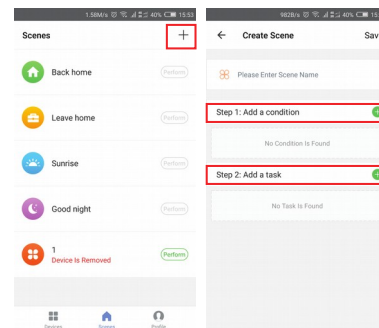 1.58M/s 40% 15:53
Scenes +
Back home Perform
Leave home Perform
Sunrise Perform
Good night Perform
1
Device Is Removed Perform
Devices Scenes Profile
982B/s 40% 15
← Create Scene Sav
Please Enter Scene Name
Step 1: Add a condition
No Condition Is Found
Step 2: Add a task
No Task Is Found